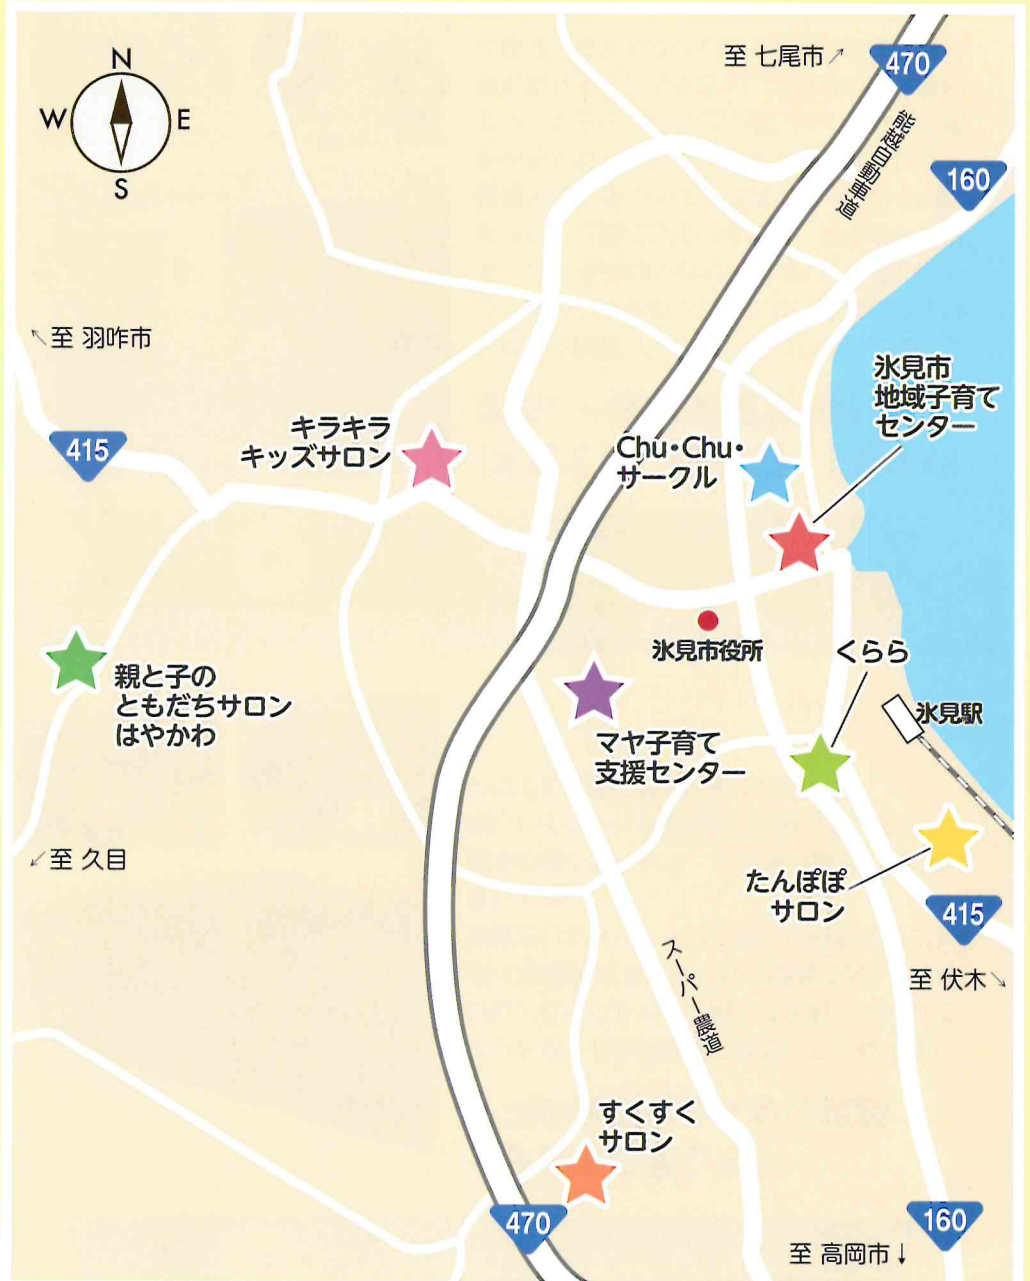 至 七尾市↗
470
N
W
E
S
能越自動車道
160
↖至 羽咋市
氷見市
地域子育て
センター
415
キラキラ
キッズサロン
Chu・Chu・
サークル
氷見市役所
くらら
親と子の
ともだちサロン
はやかわ
氷見駅
マヤ子育て
支援センター
↙至 久目
たんぽぽ
サロン
415
スーパー農道
至 伏木↘
すくすく
サロン
470
160
至 高岡市↓